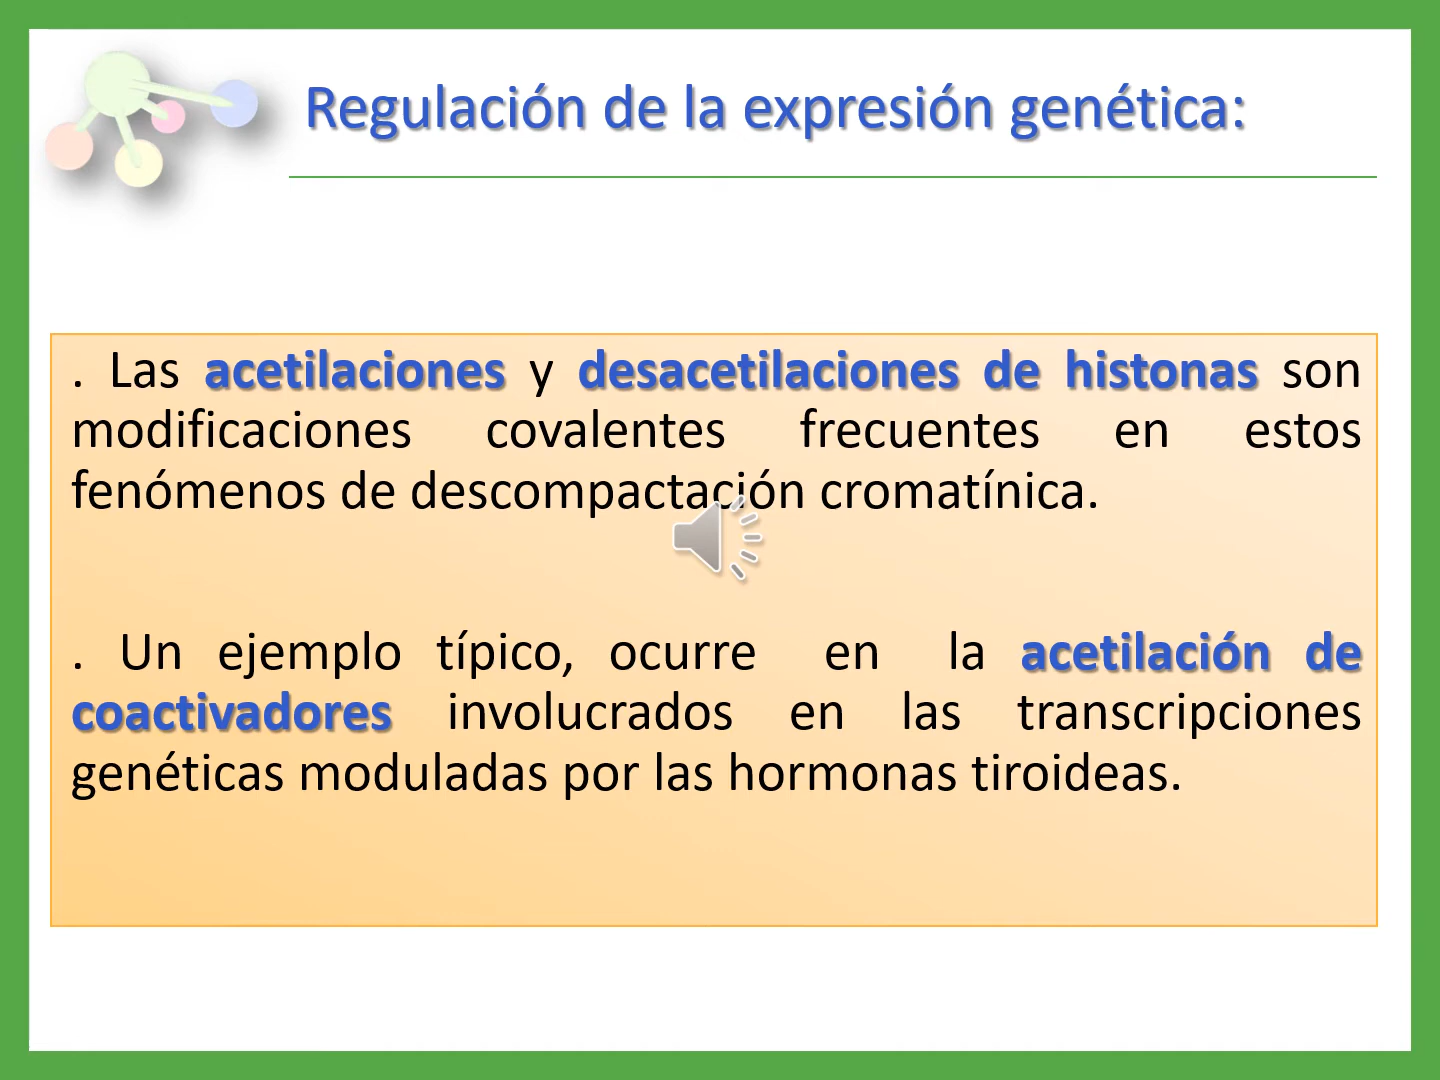 Regulación de la expresión genética:
. Las acetilaciones y desacetilaciones de histonas son
modificaciones covalentes frecuentes en estos
fenómenos de descompactación cromatínica.
. Un ejemplo típico, ocurre en la acetilación de
coactivadores involucrados en las transcripciones
genéticas moduladas por las hormonas tiroideas.